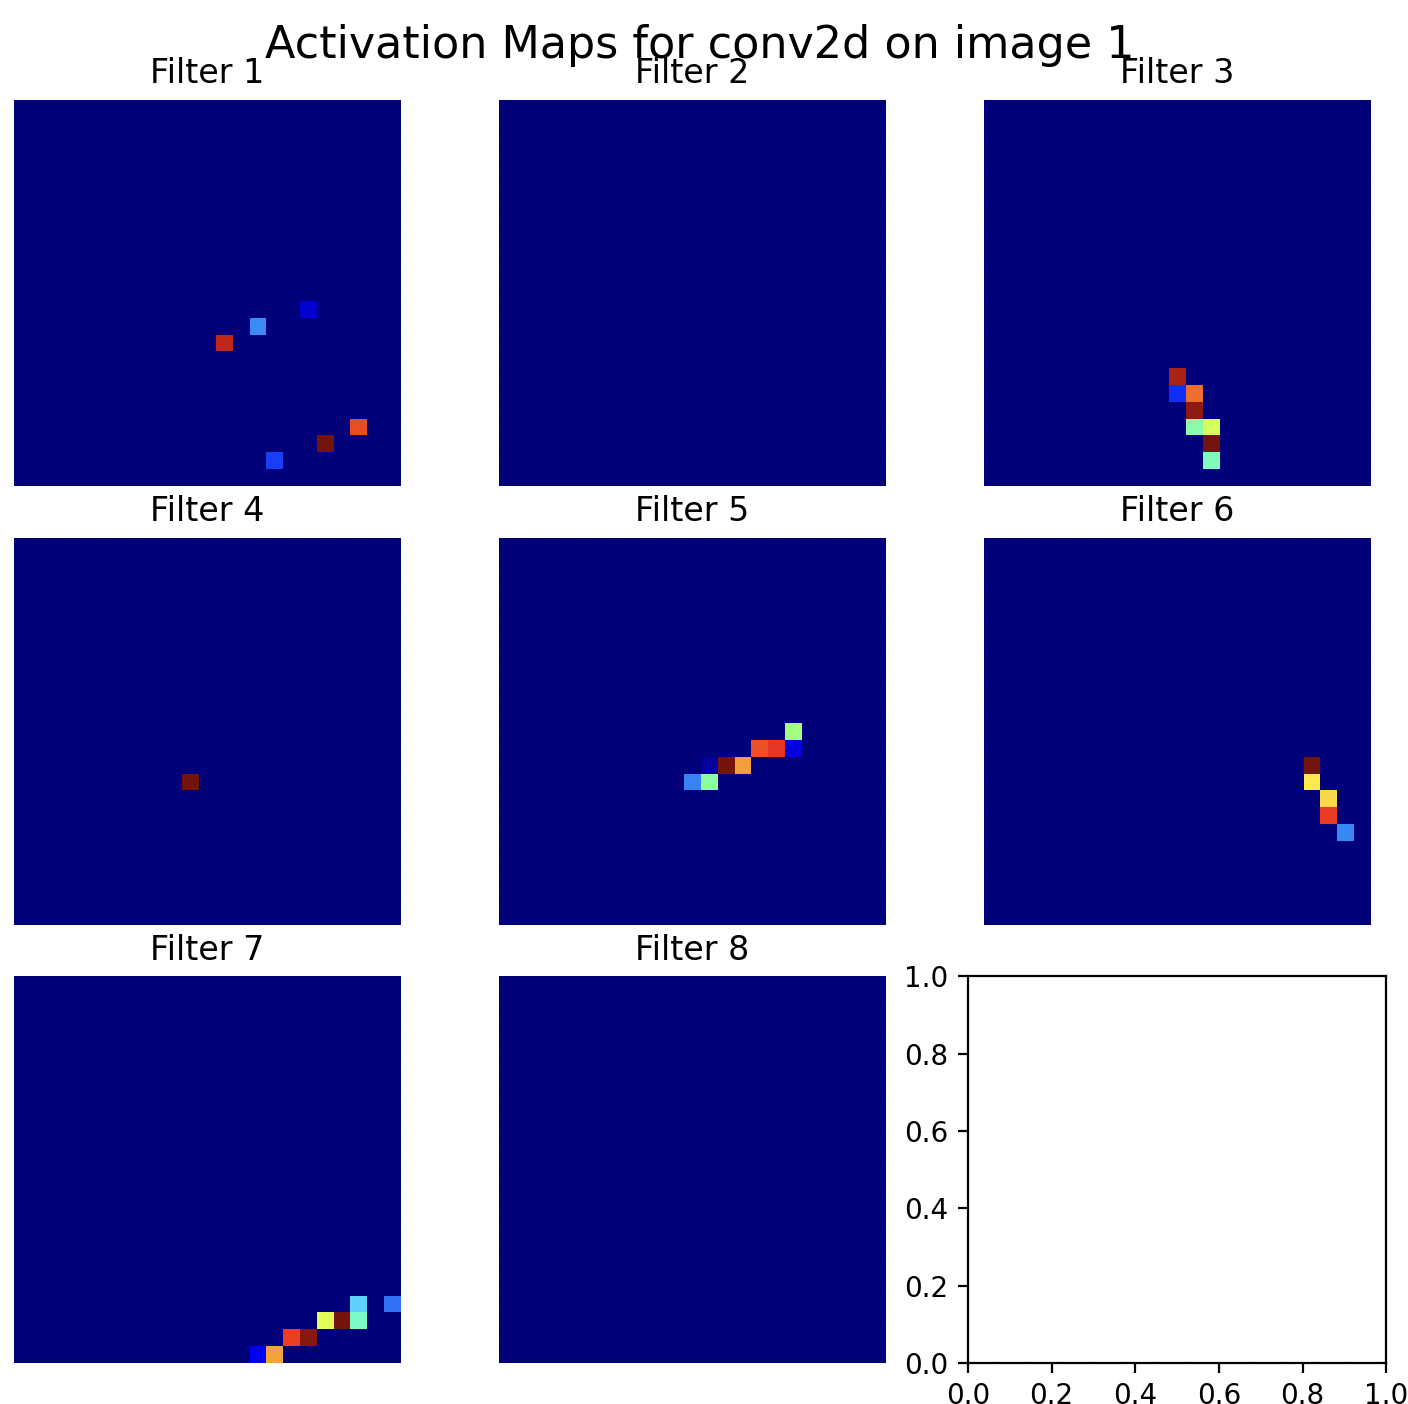 Activation Maps for conv2d on image 1
Filter 1
Filter 2
Filter 3
Filter 4
Filter 5
Filter 6
Filter 7
Filter 8
1.0
0.8
0.6
0.4
0.2
0.0
0.0 0.2 0.4 0.6 0.8 1.0